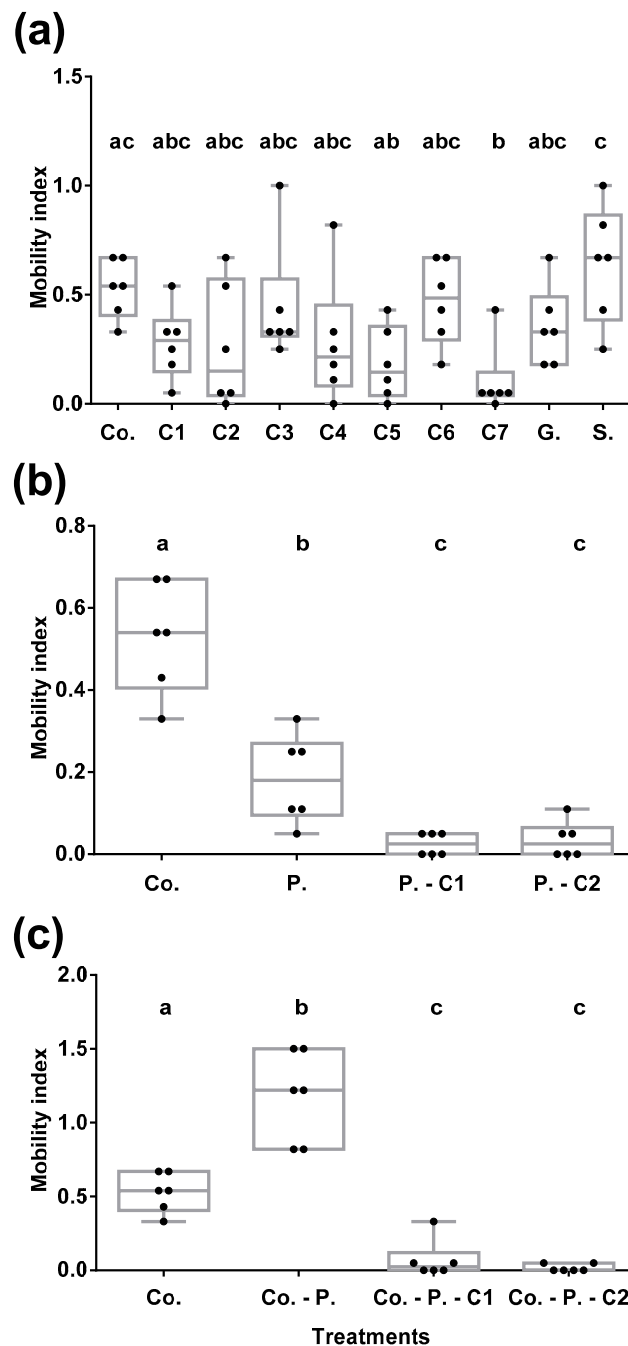 (a)
Mobility index
1.5
1.0
0.5
0.0
ac abc abc abc abc ab abc b abc c
Co. C1 C2 C3 C4 C5 C6 C7 G. S.
(b)
Mobility index
0.8
0.6
0.4
0.2
0.0
a b c c
Co. P. P. - C1 P. - C2
(c)
Mobility index
2.0
1.5
1.0
0.5
0.0
a b c c
Co. Co. - P. Co. - P. - C1 Co. - P. - C2
Treatments